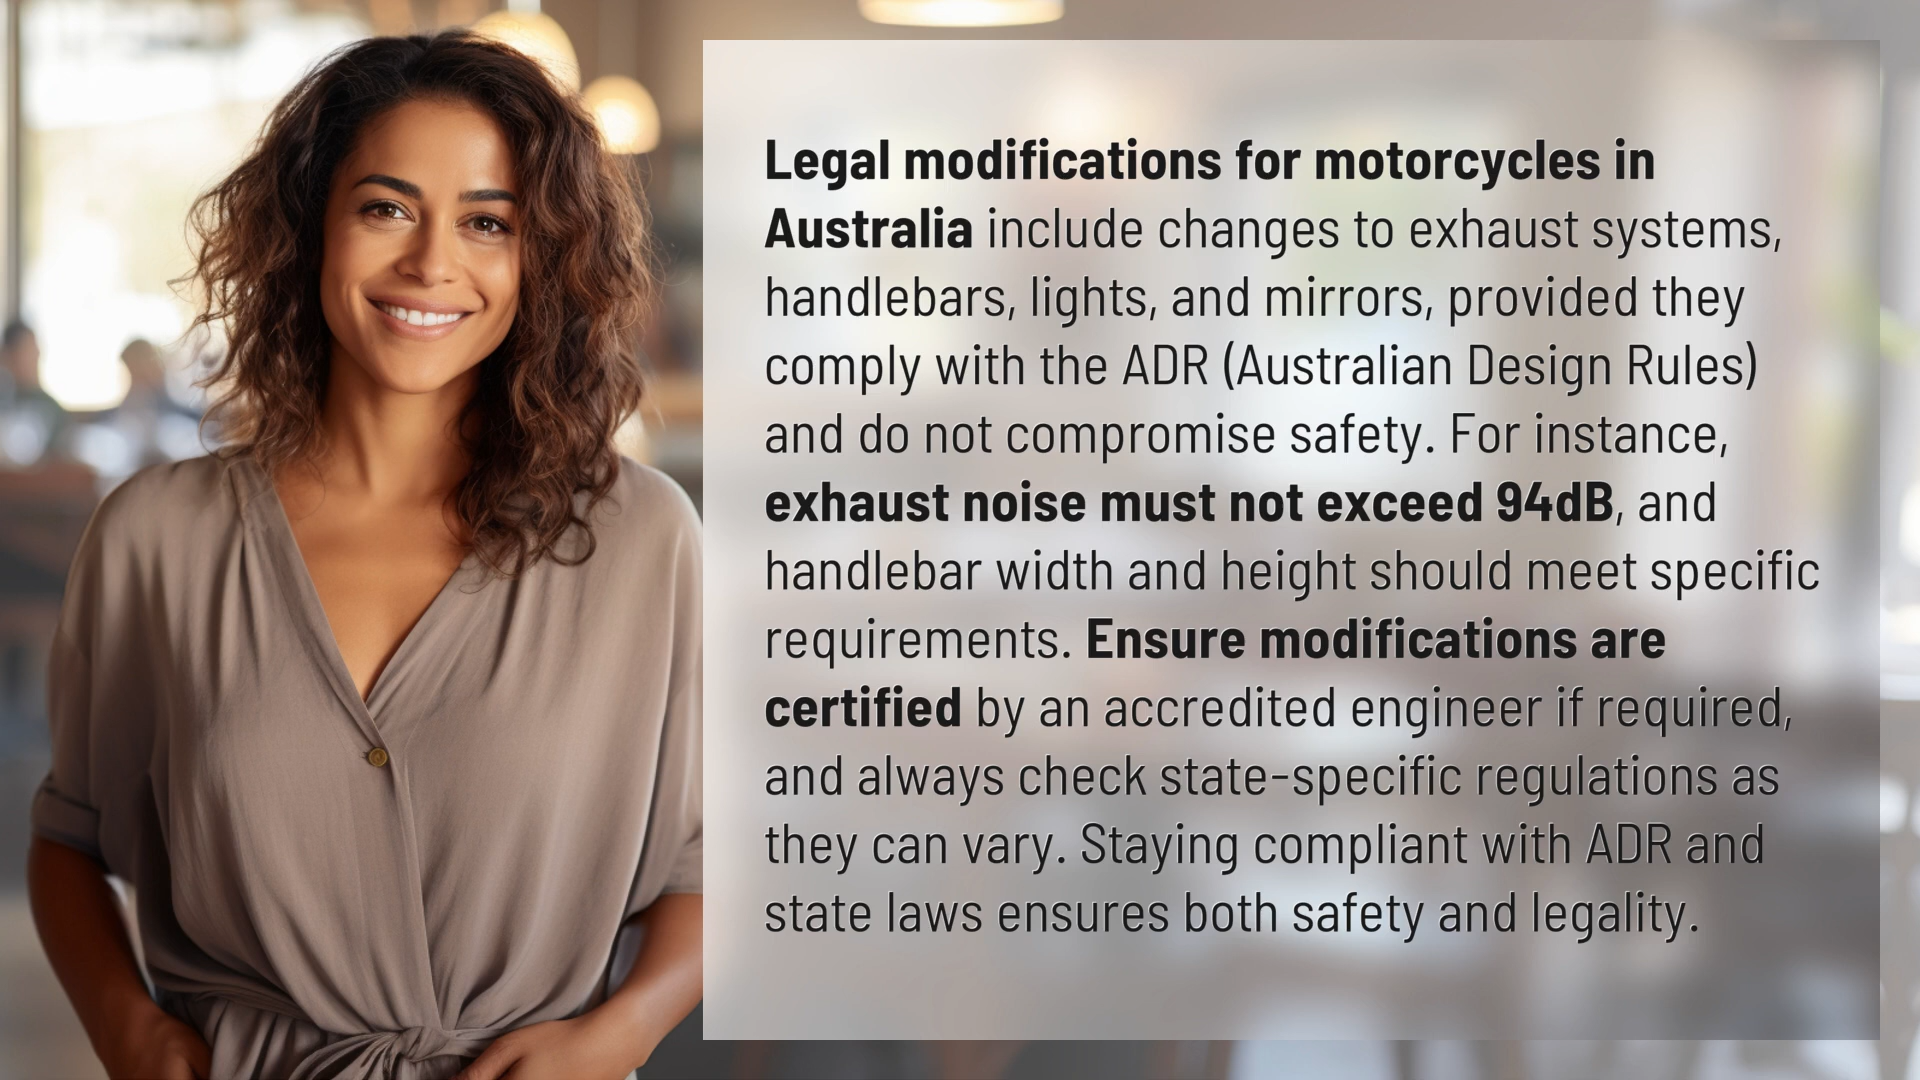 Legal modifications for motorcycles in
Australia include changes to exhaust systems,
handlebars, lights, and mirrors, provided they
comply with the ADR (Australian Design Rules)
and do not compromise safety. For instance,
exhaust noise must not exceed 94dB, and
handlebar width and height should meet specific
requirements. Ensure modifications are
certified by an accredited engineer if required,
and always check state-specific regulations as
they can vary. Staying compliant with ADR and
state laws ensures both safety and legality.